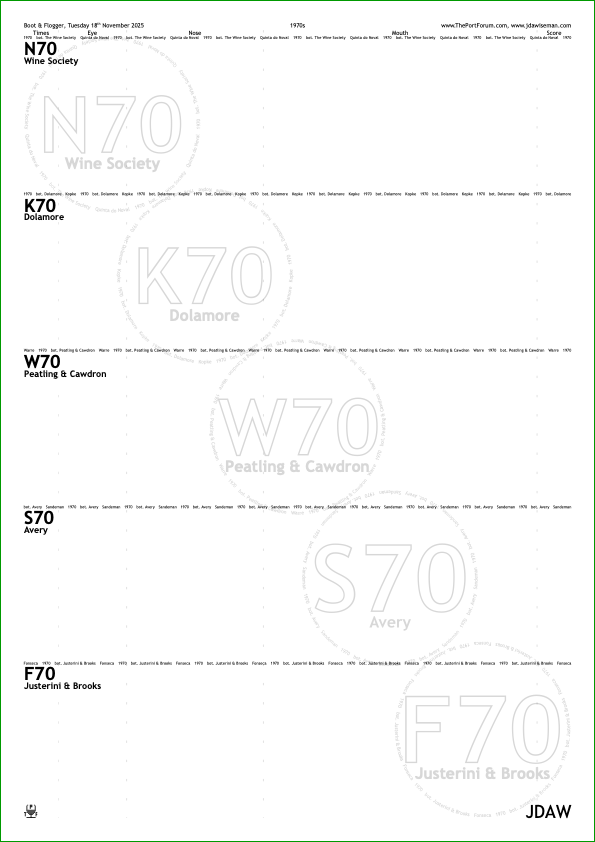 Boot & Flogger, Tuesday 18th November 2025 1970s www.ThePortForum.com, www.jdawiseman.com
Times Eye Nose Mouth Score
1970 bot. The Wine Society Quinta do Noval 1970 bot. The Wine Society Quinta do Noval 1970 bot. The Wine Society Quinta do Noval 1970 bot. The Wine Society Quinta do Noval 1970 bot. The Wine Society Quinta do Noval 1970 bot. The Wine Society Quinta do Noval 1970
N70
Wine Society
N70
Wine Society
1970 bot. Dolamore Kopke 1970 bot. Dolamore Kopke 1970 bot. Dolamore Kopke 1970 bot. Dolamore Kopke 1970 bot. Dolamore Kopke 1970 bot. Dolamore Kopke 1970 bot. Dolamore Kopke 1970 bot. Dolamore Kopke 1970 bot. Dolamore
K70
Dolamore
K70
Dolamore
Warre 1970 bot. Peatling & Cawdron Warre 1970 bot. Peatling & Cawdron Warre 1970 bot. Peatling & Cawdron Warre 1970 bot. Peatling & Cawdron Warre 1970 bot. Peatling & Cawdron Warre 1970 bot. Peatling & Cawdron Warre 1970
W70
Peatling & Cawdron
W70
Peatling & Cawdron
bot. Avery Sandeman 1970 bot. Avery Sandeman 1970 bot. Avery Sandeman 1970 bot. Avery Sandeman 1970 bot. Avery Sandeman 1970 bot. Avery Sandeman 1970 bot. Avery Sandeman 1970 bot. Avery Sandeman 1970 bot. Avery Sandeman
S70
Avery
S70
Avery
Fonseca 1970 bot. Justerini & Brooks Fonseca 1970 bot. Justerini & Brooks Fonseca 1970 bot. Justerini & Brooks Fonseca 1970 bot. Justerini & Brooks Fonseca 1970 bot. Justerini & Brooks Fonseca 1970 bot. Justerini & Brooks Fonseca 1970
F70
Justerini & Brooks
F70
Justerini & Brooks
JDAW